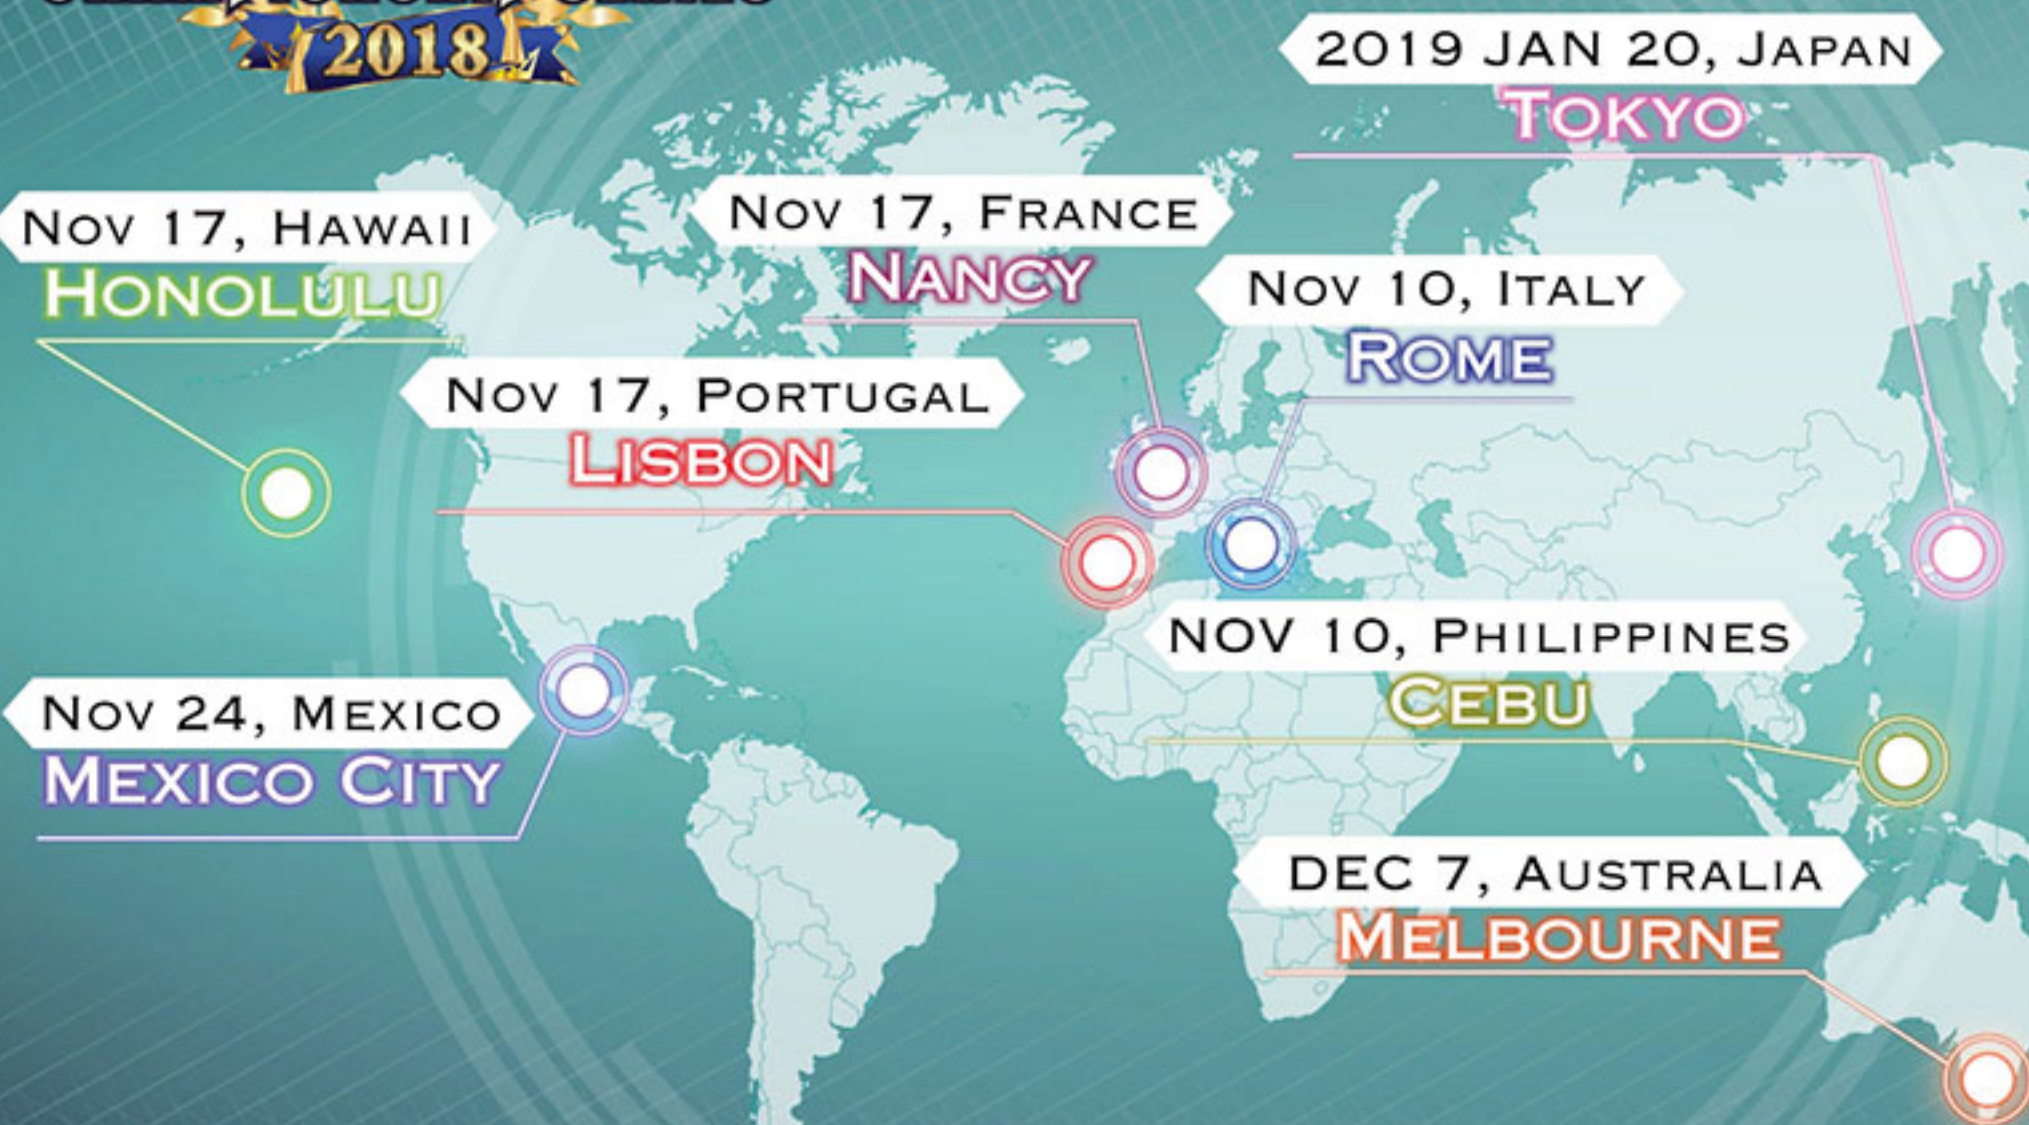 2018
2019 JAN 20, JAPAN
TOKYO
NOV 17, HAWAII
HONOLULU
NOV 17, FRANCE
NANCY
NOV 10, ITALY
ROME
NOV 17, PORTUGAL
LISBON
NOV 10, PHILIPPINES
CEBU
NOV 24, MEXICO
MEXICO CITY
DEC 7, AUSTRALIA
MELBOURNE